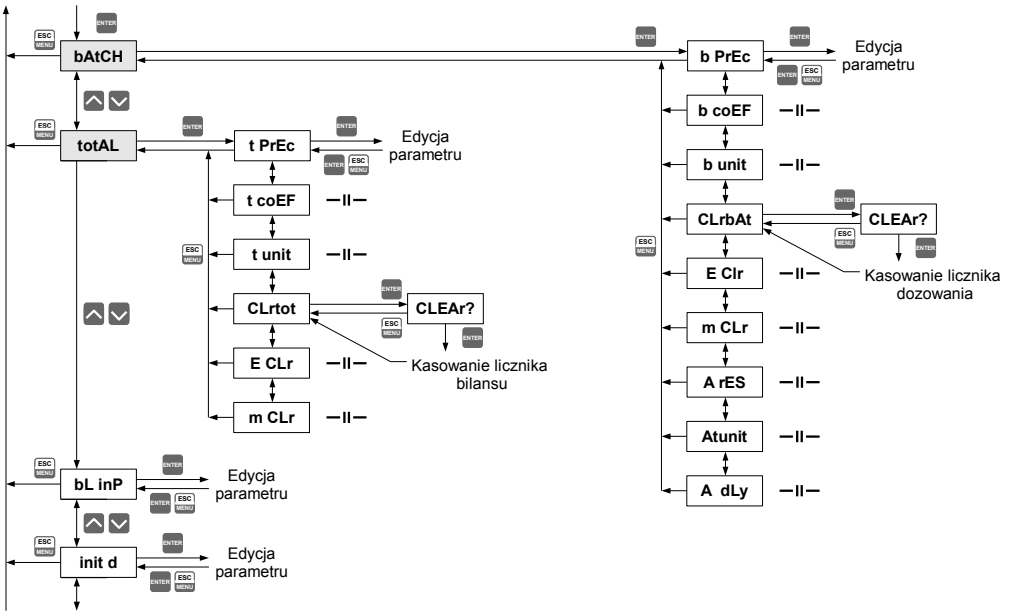 ENTER
ESC
MENU
bAtCH
ENTER
b PrEc
ENTER
ENTER
ESC
MENU
Edycja
parametru
b coEF
—II—
ESC
MENU
totAL
ENTER
t PrEc
ENTER
ENTER
ESC
MENU
Edycja
parametru
b unit
—II—
t coEF
—II—
CLrbAt
ENTER
ESC
MENU
CLEAr?
ENTER
Kasowanie licznika
dozowania
ESC
MENU
t unit
—II—
ESC
MENU
E Clr
—II—
CLrtot
ENTER
ESC
MENU
CLEAr?
ENTER
Kasowanie licznika
bilansu
m CLr
—II—
E CLr
—II—
A rES
—II—
m CLr
—II—
Atunit
—II—
ESC
MENU
bL inP
ENTER
ENTER
ESC
MENU
Edycja
parametru
A dLy
—II—
ESC
MENU
init d
ENTER
ENTER
ESC
MENU
Edycja
parametru